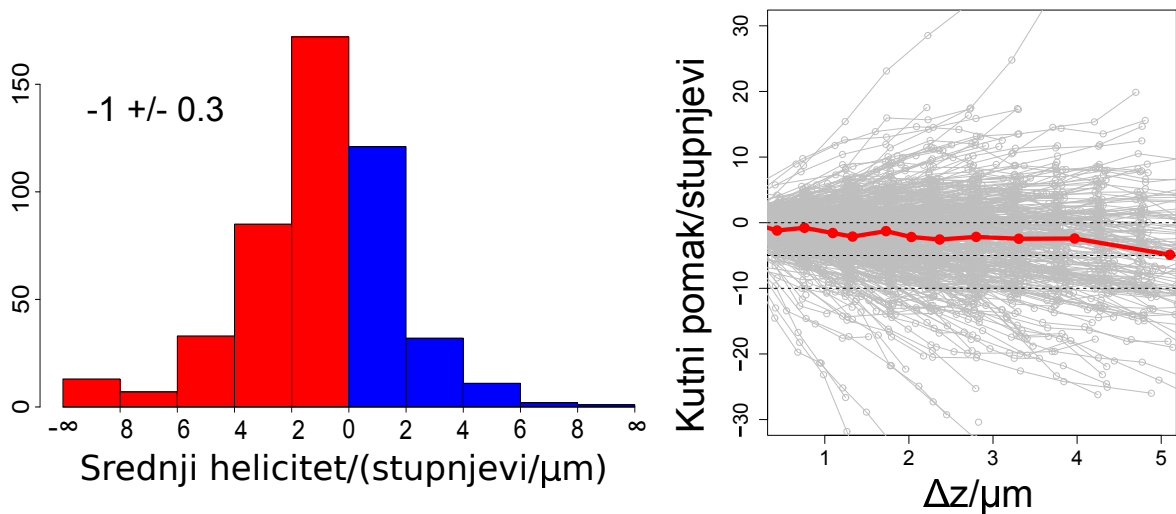 150
100
50
0
-1 +/- 0.3
-∞ 8 6 4 2 0 2 4 6 8 ∞
Srednji helicitet/(stupnjevi/μm)
Kutni pomak/stupnjevi
30
20
10
0
−10
−20
−30
1 2 3 4 5
Δz/μm